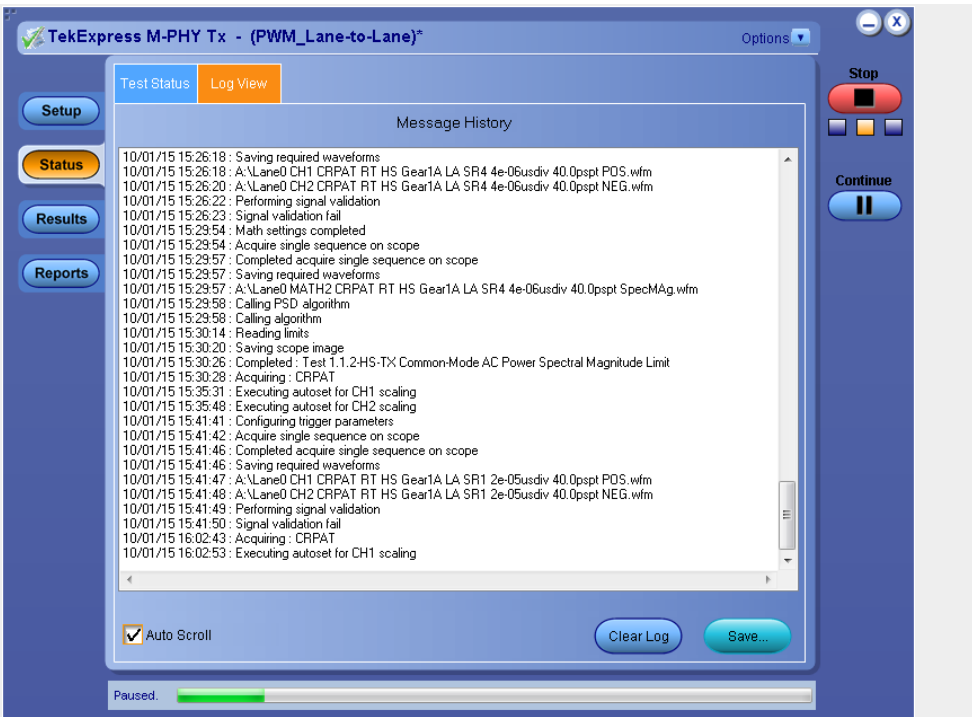 TekExpress M-PHY Tx - (PWM_Lane-to-Lane)*
Options
Test Status
Log View
Stop
Setup
Status
Results
Reports
Continue
Message History
10/01/15 15:26:18 : Saving required waveforms
10/01/15 15:26:18 : A:\Lane0 CH1 CRPAT RT HS Gear1A LA SR4 4e-06usdiv 40.0pspt POS.wfm
10/01/15 15:26:20 : A:\Lane0 CH2 CRPAT RT HS Gear1A LA SR4 4e-06usdiv 40.0pspt NEG.wfm
10/01/15 15:26:22 : Performing signal validation
10/01/15 15:26:23 : Signal validation fail
10/01/15 15:29:54 : Math settings completed
10/01/15 15:29:54 : Acquire single sequence on scope
10/01/15 15:29:57 : Completed acquire single sequence on scope
10/01/15 15:29:57 : Saving required waveforms
10/01/15 15:29:57 : A:\Lane0 MATH2 CRPAT RT HS Gear1A LA SR4 4e-06usdiv 40.0pspt SpecMAg.wfm
10/01/15 15:29:58 : Calling PSD algorithm
10/01/15 15:29:58 : Calling algorithm
10/01/15 15:30:14 : Reading limits
10/01/15 15:30:20 : Saving scope image
10/01/15 15:30:26 : Completed : Test 1.1.2-HS-TX Common-Mode AC Power Spectral Magnitude Limit
10/01/15 15:30:28 : Acquiring : CRPAT
10/01/15 15:35:31 : Executing autoset for CH1 scaling
10/01/15 15:35:48 : Executing autoset for CH2 scaling
10/01/15 15:41:41 : Configuring trigger parameters
10/01/15 15:41:42 : Acquire single sequence on scope
10/01/15 15:41:46 : Completed acquire single sequence on scope
10/01/15 15:41:46 : Saving required waveforms
10/01/15 15:41:47 : A:\Lane0 CH1 CRPAT RT HS Gear1A LA SR1 2e-05usdiv 40.0pspt POS.wfm
10/01/15 15:41:48 : A:\Lane0 CH2 CRPAT RT HS Gear1A LA SR1 2e-05usdiv 40.0pspt NEG.wfm
10/01/15 15:41:49 : Performing signal validation
10/01/15 15:41:50 : Signal validation fail
10/01/15 16:02:43 : Acquiring : CRPAT
10/01/15 16:02:53 : Executing autoset for CH1 scaling
Auto Scroll
Clear Log
Save...
Paused.